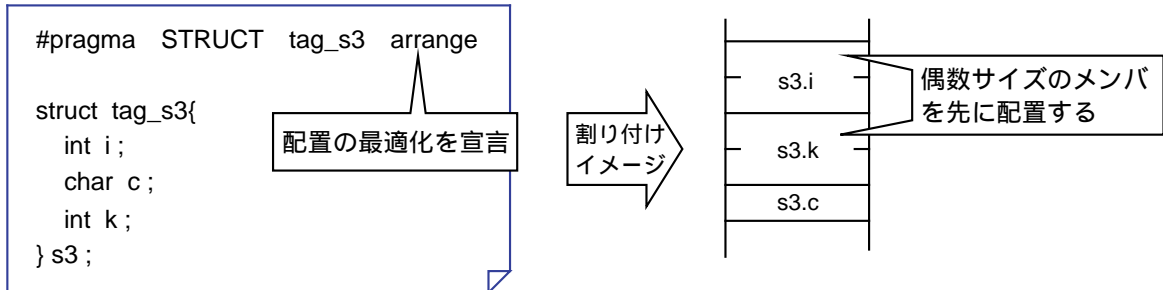 #pragma STRUCT tag_s3 arrange
struct tag_s3{
int i ;
char c ;
int k ;
} s3 ;
配置の最適化を宣言
割り付け
イメージ
s3.i
s3.k
s3.c
偶数サイズのメンバ
を先に配置する